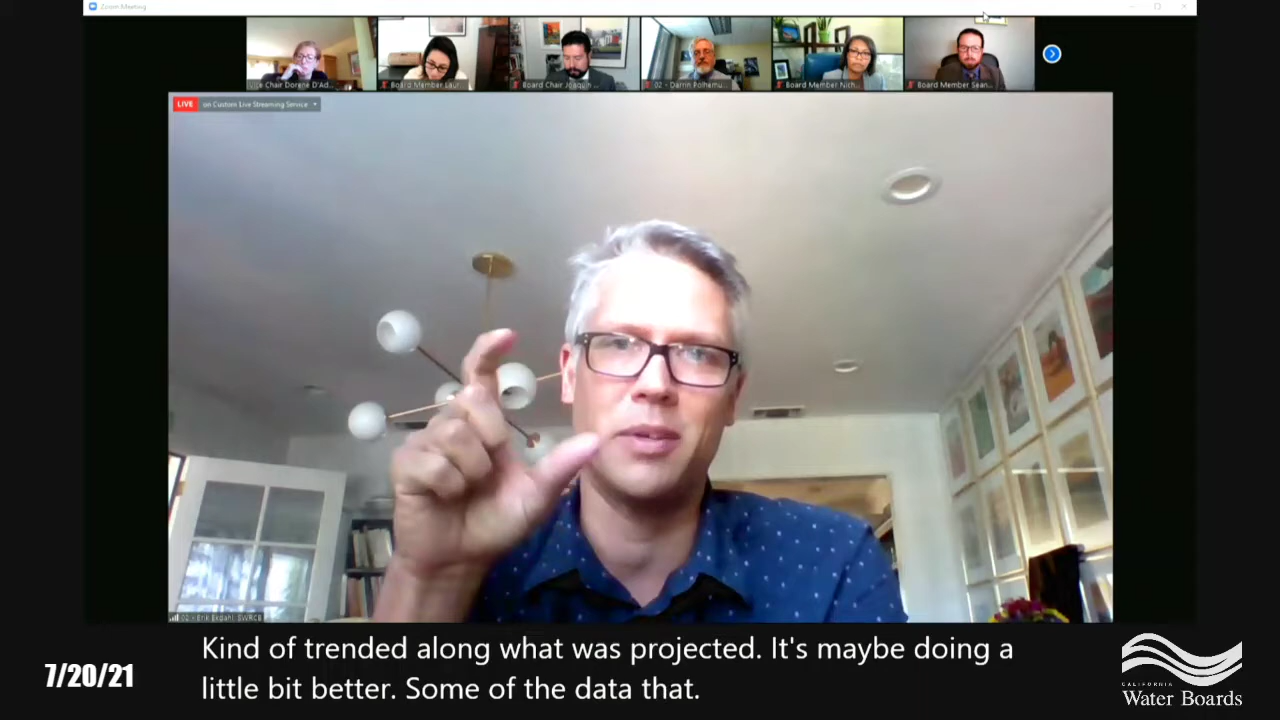 Zoom Meeting
Vice Chair Dorene D'Ad...
Board Member Laur...
Board Chair Joaquin ...
02 - Darrin Polhemu...
Board Member Nich...
Board Member Sean...
LIVE on Custom Live Streaming Service
02 - Erik Ekdahl, SWRCB
Kind of trended along what was projected. It's maybe doing a
little bit better. Some of the data that.
7/20/21
CALIFORNIA
Water Boards